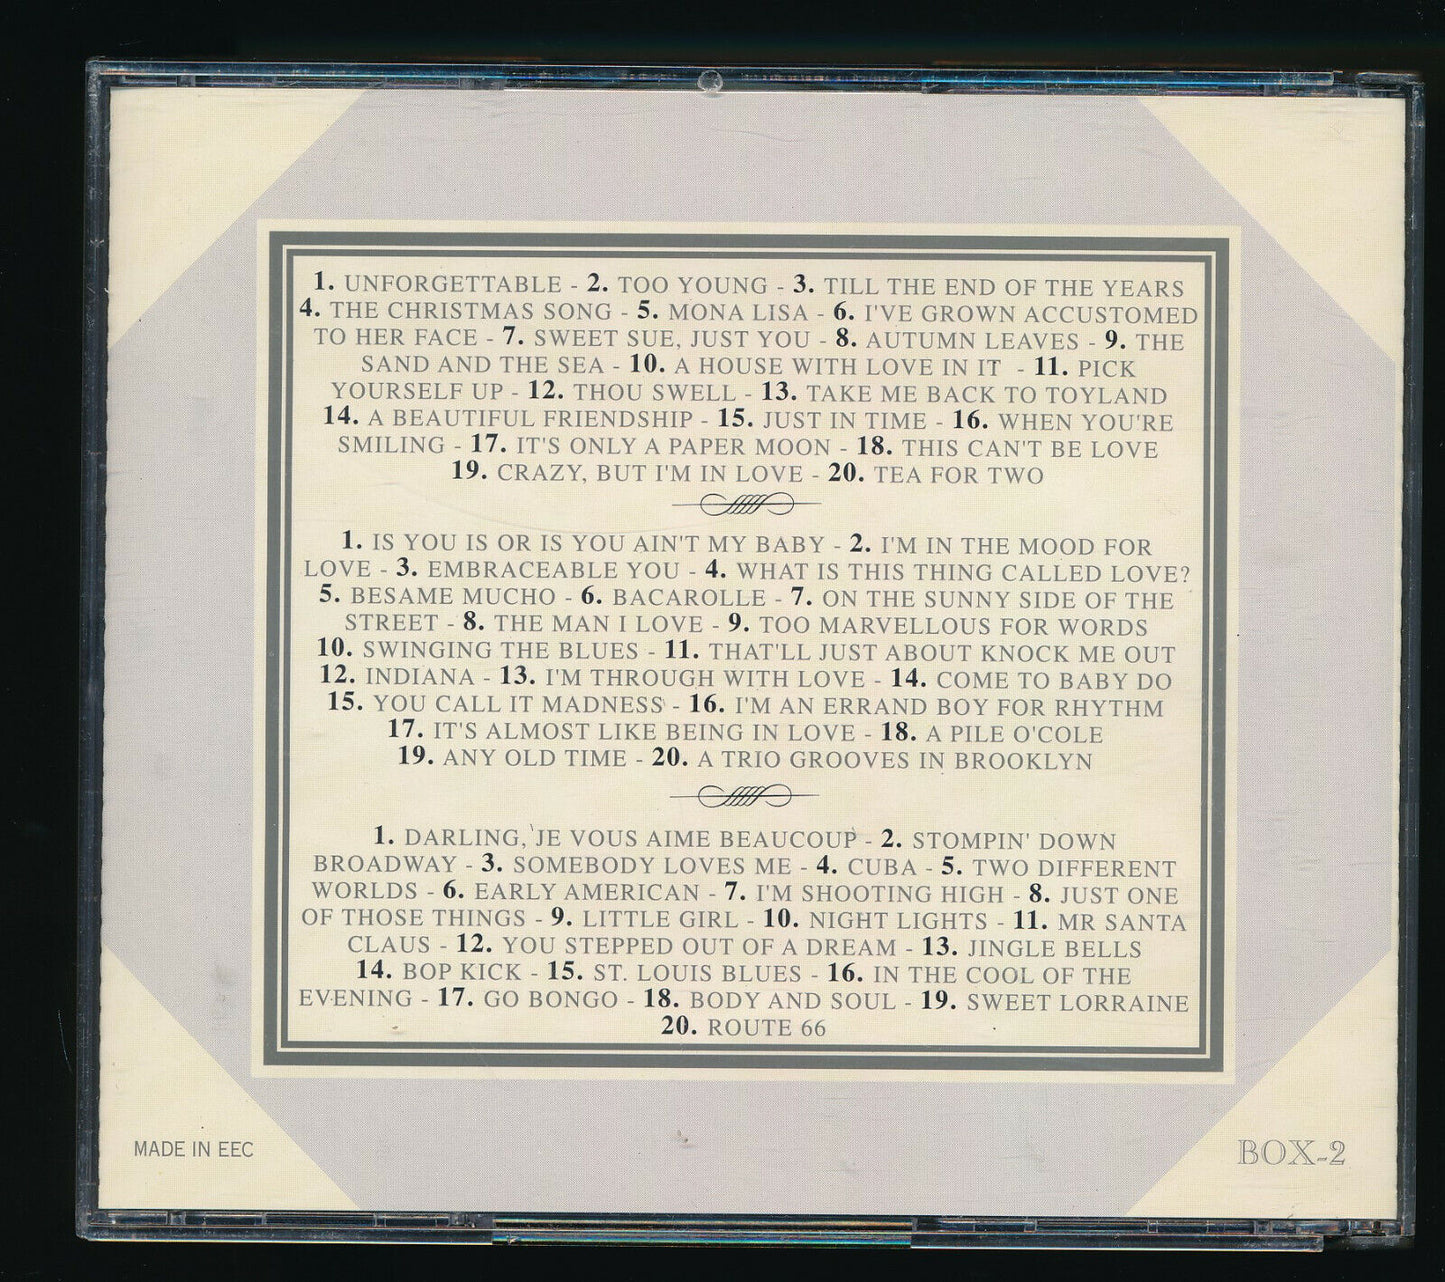 1. UNFORGETTABLE - 2. TOO YOUNG - 3. TILL THE END OF THE YEARS
4. THE CHRISTMAS SONG - 5. MONA LISA - 6. I'VE GROWN ACCUSTOMED
TO HER FACE - 7. SWEET SUE, JUST YOU - 8. AUTUMN LEAVES - 9. THE
SAND AND THE SEA - 10. A HOUSE WITH LOVE IN IT - 11. PICK
YOURSELF UP - 12. THOU SWELL - 13. TAKE ME BACK TO TOYLAND
14. A BEAUTIFUL FRIENDSHIP - 15. JUST IN TIME - 16. WHEN YOU'RE
SMILING - 17. IT'S ONLY A PAPER MOON - 18. THIS CAN'T BE LOVE
19. CRAZY, BUT I'M IN LOVE - 20. TEA FOR TWO
1. IS YOU IS OR IS YOU AIN'T MY BABY - 2. I'M IN THE MOOD FOR
LOVE - 3. EMBRACEABLE YOU - 4. WHAT IS THIS THING CALLED LOVE?
5. BESAME MUCHO - 6. BACAROLLE - 7. ON THE SUNNY SIDE OF THE
STREET - 8. THE MAN I LOVE - 9. TOO MARVELLOUS FOR WORDS
10. SWINGING THE BLUES - 11. THAT'LL JUST ABOUT KNOCK ME OUT
12. INDIANA - 13. I'M THROUGH WITH LOVE - 14. COME TO BABY DO
15. YOU CALL IT MADNESS - 16. I'M AN ERRAND BOY FOR RHYTHM
17. IT'S ALMOST LIKE BEING IN LOVE - 18. A PILE O'COLE
19. ANY OLD TIME - 20. A TRIO GROOVES IN BROOKLYN
1. DARLING, JE VOUS AIME BEAUCOUP - 2. STOMPIN' DOWN
BROADWAY - 3. SOMEBODY LOVES ME - 4. CUBA - 5. TWO DIFFERENT
WORLDS - 6. EARLY AMERICAN - 7. I'M SHOOTING HIGH - 8. JUST ONE
OF THOSE THINGS - 9. LITTLE GIRL - 10. NIGHT LIGHTS - 11. MR SANTA
CLAUS - 12. YOU STEPPED OUT OF A DREAM - 13. JINGLE BELLS
14. BOP KICK - 15. ST. LOUIS BLUES - 16. IN THE COOL OF THE
EVENING - 17. GO BONGO - 18. BODY AND SOUL - 19. SWEET LORRAINE
20. ROUTE 66
MADE IN EEC
BOX-2